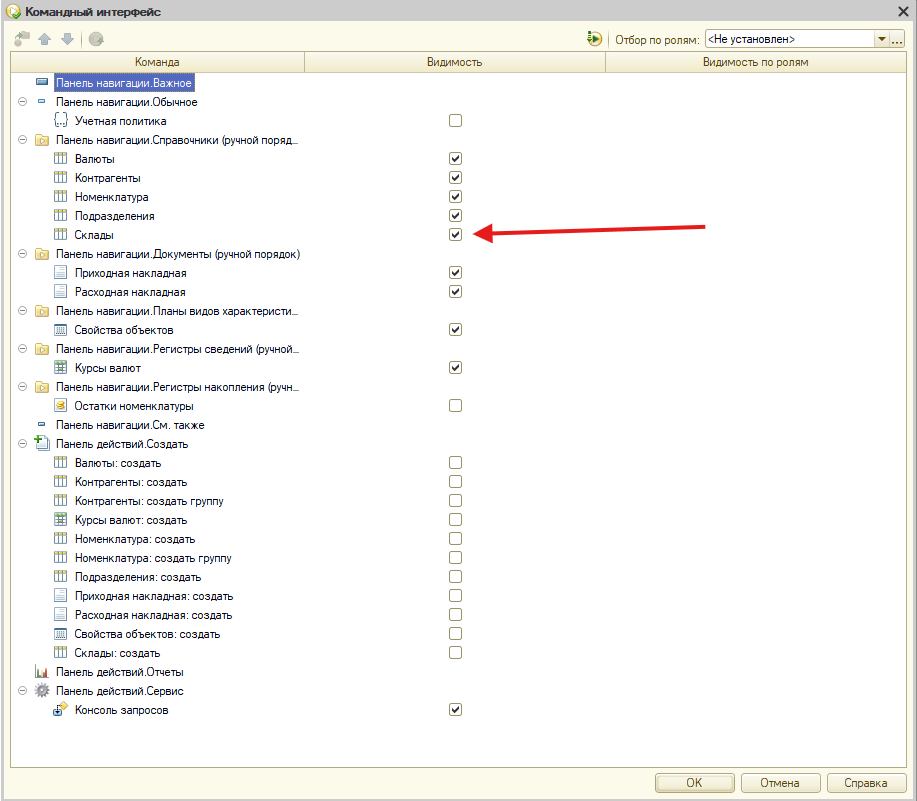 Командный интерфейс
Отбор по ролям: <Не установлен>
Команда Видимость Видимость по ролям
Панель навигации.Важное
Панель навигации.Обычное
Учетная политика
Панель навигации.Справочники (ручной поряд...
Валюты
Контрагенты
Номенклатура
Подразделения
Склады
Панель навигации.Документы (ручной порядок)
Приходная накладная
Расходная накладная
Панель навигации.Планы видов характеристи...
Свойства объектов
Панель навигации.Регистры сведений (ручной...
Курсы валют
Панель навигации.Регистры накопления (ручн...
Остатки номенклатуры
Панель навигации.См. также
Панель действий.Создать
Валюты: создать
Контрагенты: создать
Контрагенты: создать группу
Курсы валют: создать
Номенклатура: создать
Номенклатура: создать группу
Подразделения: создать
Приходная накладная: создать
Расходная накладная: создать
Свойства объектов: создать
Склады: создать
Панель действий.Отчеты
Панель действий.Сервис
Консоль запросов
OK Отмена Справка